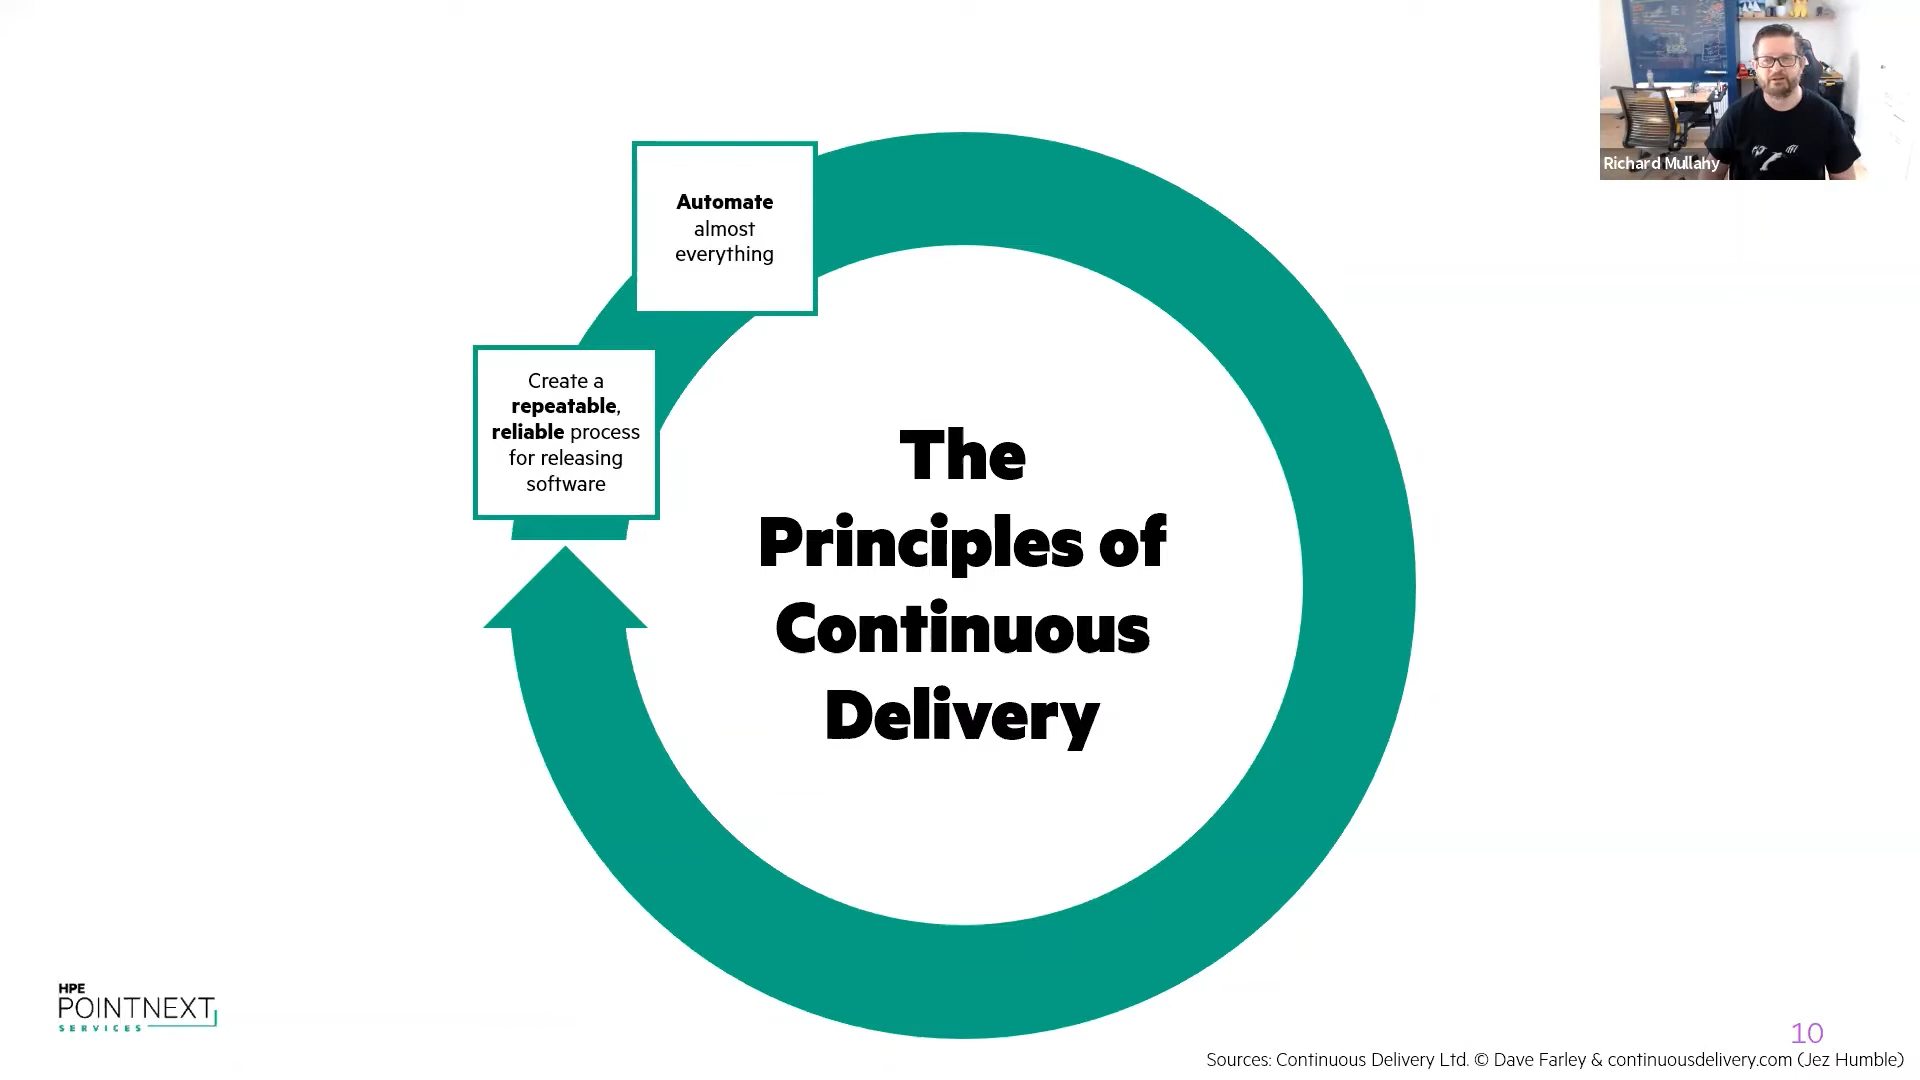 Richard Mullahy
Automate
almost
everything
Create a
repeatable,
reliable process
for releasing
software
The
Principles of
Continuous
Delivery
HPE
POINTNEXT
SERVICES
10
Sources: Continuous Delivery Ltd. © Dave Farley & continuousdelivery.com (Jez Humble)